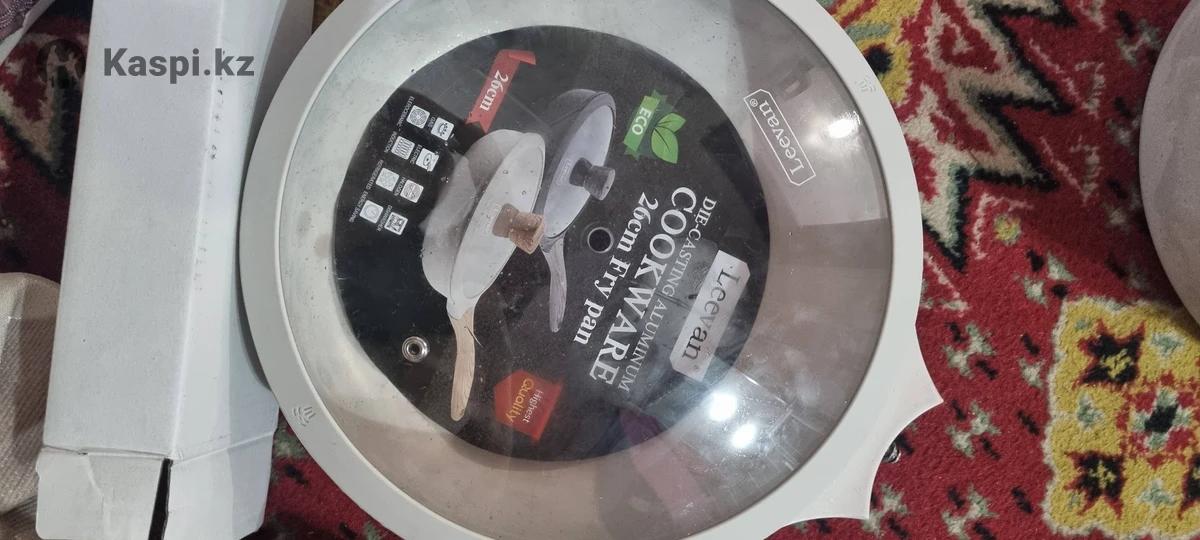 Kaspi.kz
26cm
ECO
Leevan®
DIE-CASTING ALUMINUM
COOKWARE
26cm Fry pan
Leevan®
Highest
Quality